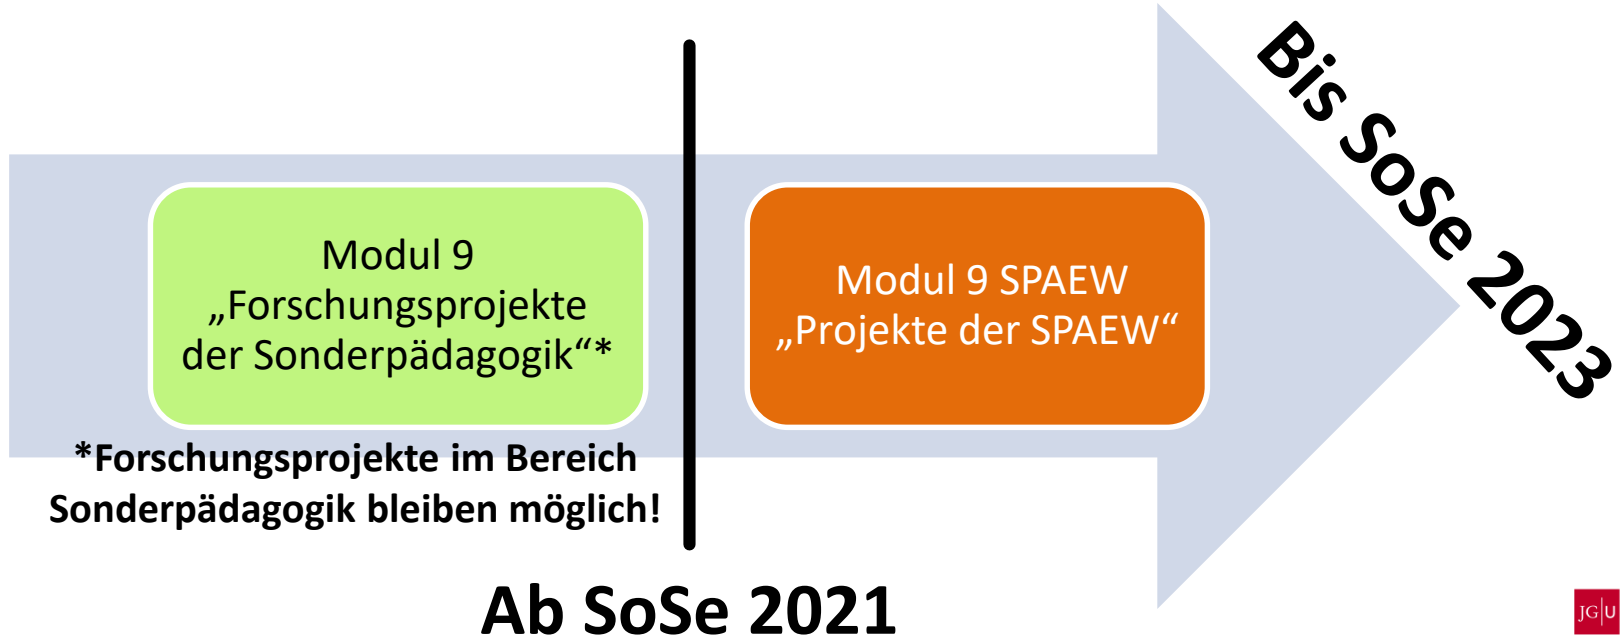 Bis SoSe 2023
Modul 9
„Forschungsprojekte
der Sonderpädagogik“*
Modul 9 SPAEW
„Projekte der SPAEW“
*Forschungsprojekte im Bereich
Sonderpädagogik bleiben möglich!
Ab SoSe 2021
JG|U